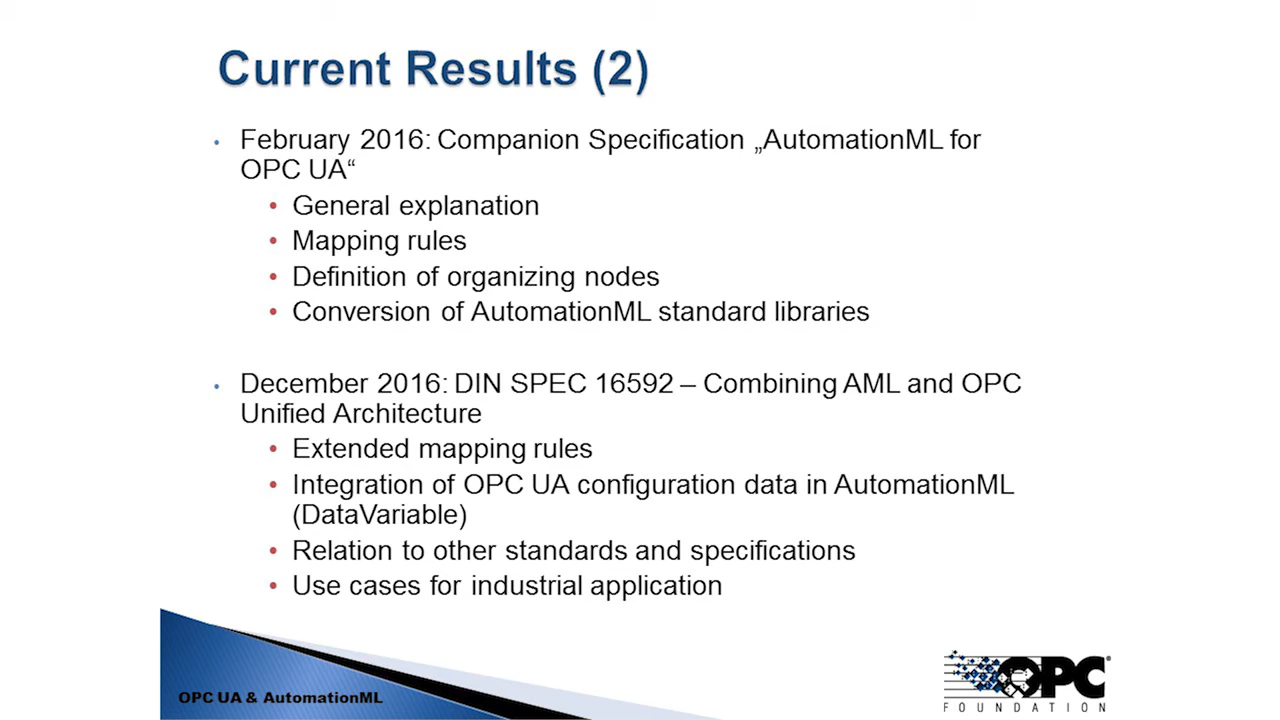 Current Results (2)
• February 2016: Companion Specification „AutomationML for
OPC UA“
• General explanation
• Mapping rules
• Definition of organizing nodes
• Conversion of AutomationML standard libraries
• December 2016: DIN SPEC 16592 – Combining AML and OPC
Unified Architecture
• Extended mapping rules
• Integration of OPC UA configuration data in AutomationML
(DataVariable)
• Relation to other standards and specifications
• Use cases for industrial application
OPC UA & AutomationML
OPC®
FOUNDATION